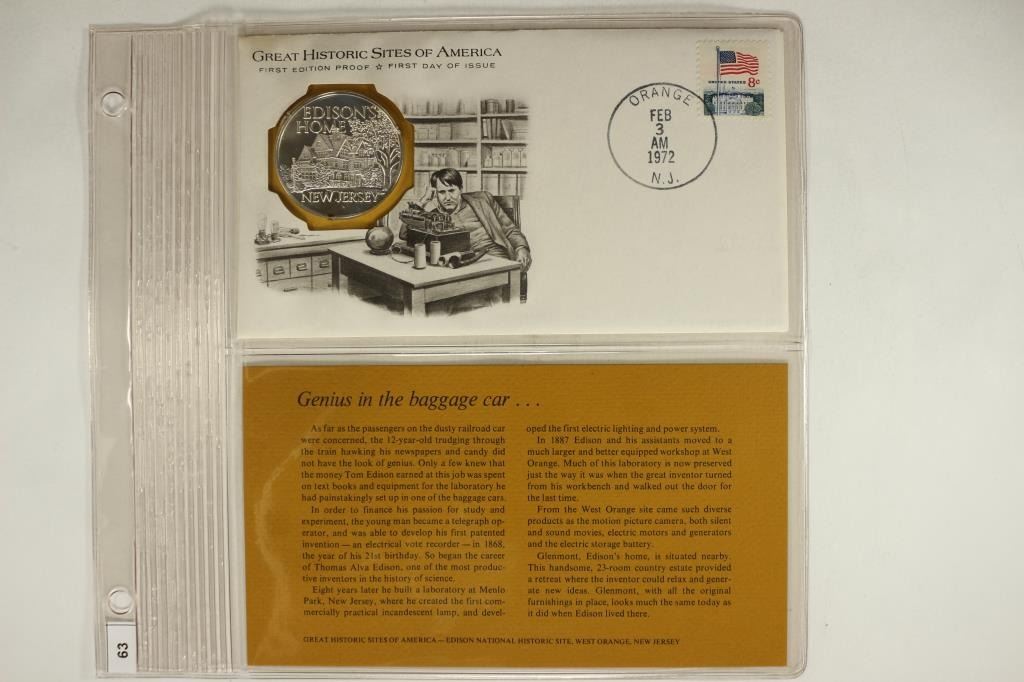 GREAT HISTORIC SITES OF AMERICA
FIRST EDITION PROOF ☆ FIRST DAY OF ISSUE
EDISON'S
HOME
NEW JERSEY
UNITED STATES 8c
ORANGE
FEB
3
AM
1972
N.J.
Genius in the baggage car . . .
As far as the passengers on the dusty railroad car
were concerned, the 12-year-old trudging through
the train hawking his newspapers and candy did
not have the look of genius. Only a few knew that
the money Tom Edison earned at this job was spent
on text books and equipment for the laboratory he
had painstakingly set up in one of the baggage cars.
In order to finance his passion for study and
experiment, the young man became a telegraph op-
erator, and was able to develop his first patented
invention — an electrical vote recorder — in 1868,
the year of his 21st birthday. So began the career
of Thomas Alva Edison, one of the most produc-
tive inventors in the history of science.
Eight years later he built a laboratory at Menlo
Park, New Jersey, where he created the first com-
mercially practical incandescent lamp, and devel-
oped the first electric lighting and power system.
In 1887 Edison and his assistants moved to a
much larger and better equipped workshop at West
Orange. Much of this laboratory is now preserved
just the way it was when the great inventor turned
from his workbench and walked out the door for
the last time.
From the West Orange site came such diverse
products as the motion picture camera, both silent
and sound movies, electric motors and generators
and the electric storage battery.
Glenmont, Edison's home, is situated nearby.
This handsome, 23-room country estate provided
a retreat where the inventor could relax and gener-
ate new ideas. Glenmont, with all the original
furnishings in place, looks much the same today as
it did when Edison lived there.
GREAT HISTORIC SITES OF AMERICA—EDISON NATIONAL HISTORIC SITE, WEST ORANGE, NEW JERSEY
63